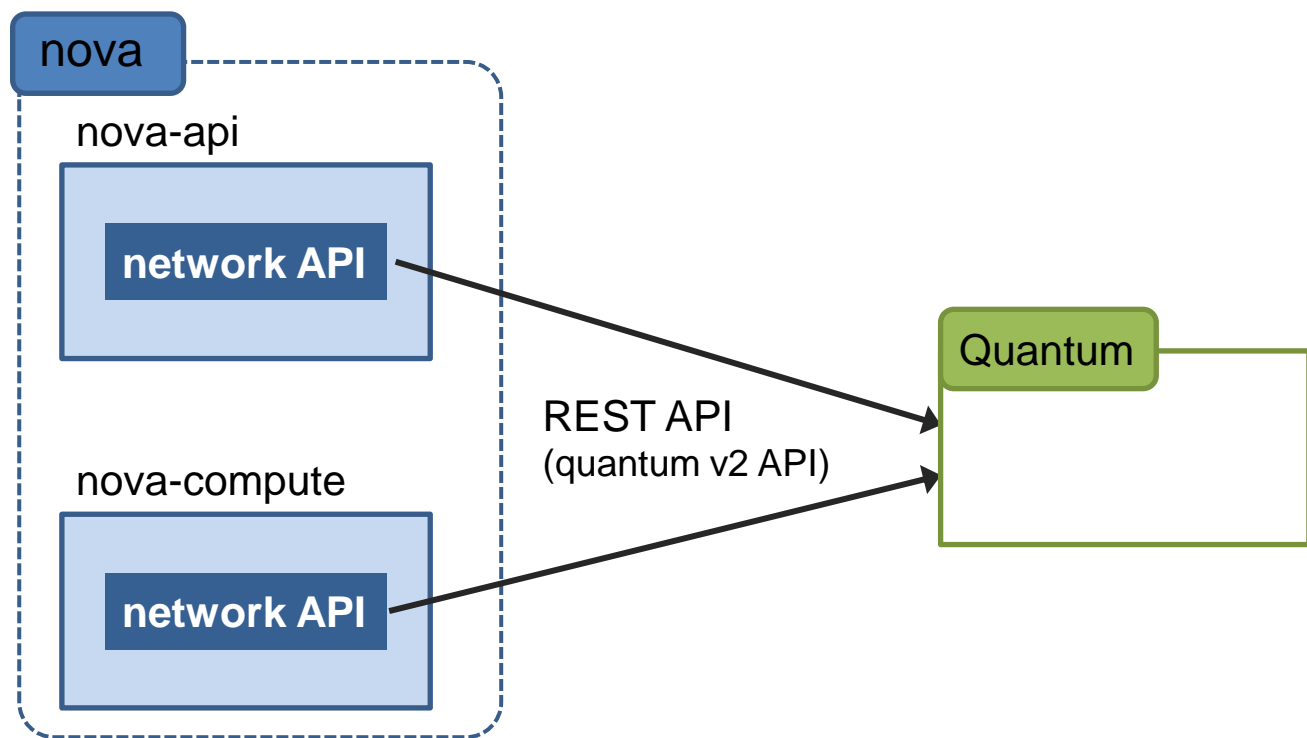 nova
nova-api
network API
Quantum
REST API
(quantum v2 API)
nova-compute
network API